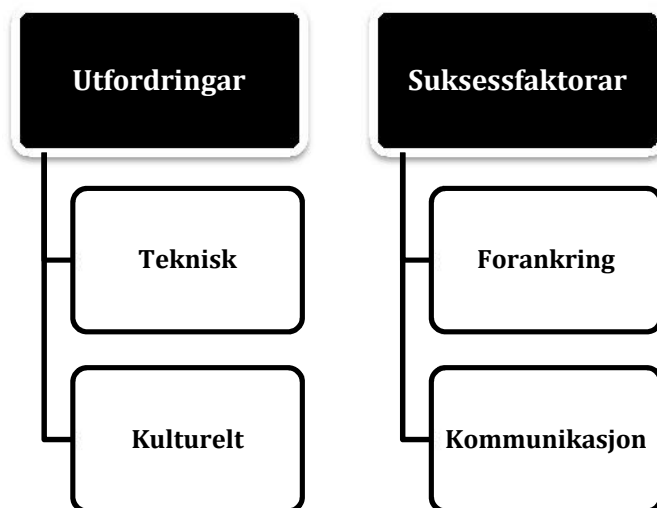 Utfordringar
Teknisk
Kulturelt
Suksessfaktorar
Forankring
Kommunikasjon